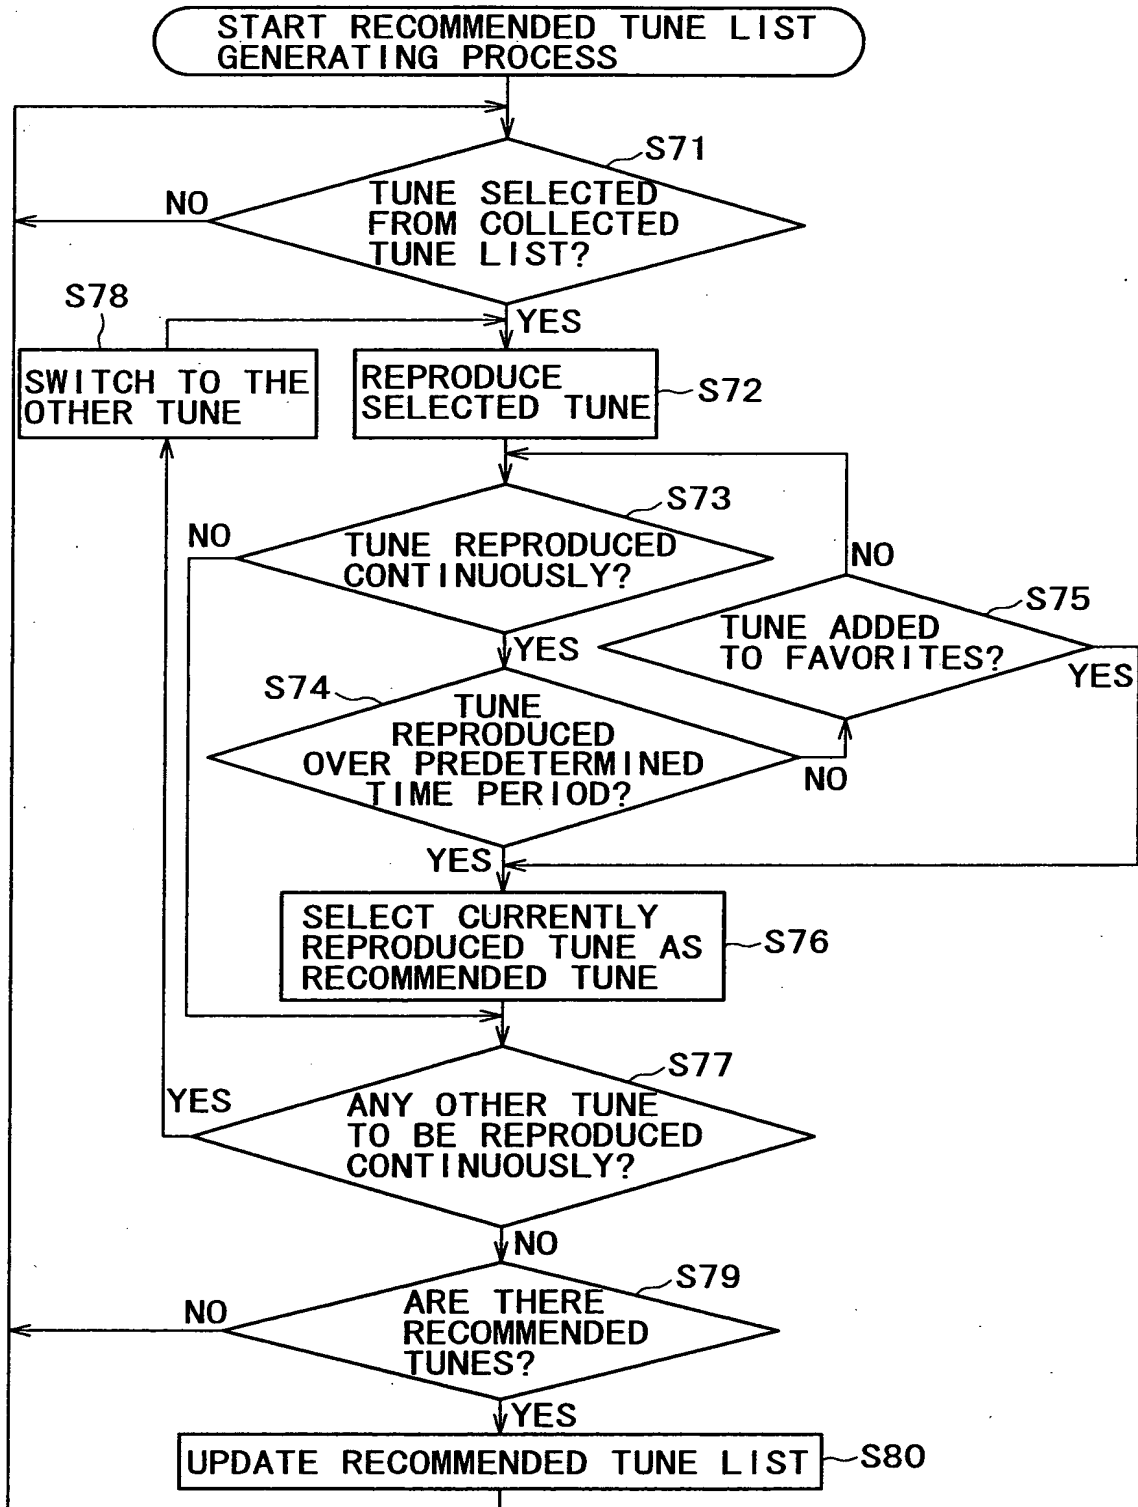 START RECOMMENDED TUNE LIST
GENERATING PROCESS
S71
TUNE SELECTED
FROM COLLECTED
TUNE LIST?
NO
YES
S78
SWITCH TO THE
OTHER TUNE
REPRODUCE
SELECTED TUNE
S72
S73
TUNE REPRODUCED
CONTINUOUSLY?
NO
YES
NO
S75
TUNE ADDED
TO FAVORITES?
YES
S74
TUNE
REPRODUCED
OVER PREDETERMINED
TIME PERIOD?
NO
YES
SELECT CURRENTLY
REPRODUCED TUNE AS
RECOMMENDED TUNE
S76
S77
ANY OTHER TUNE
TO BE REPRODUCED
CONTINUOUSLY?
YES
NO
S79
ARE THERE
RECOMMENDED
TUNES?
NO
YES
UPDATE RECOMMENDED TUNE LIST
S80